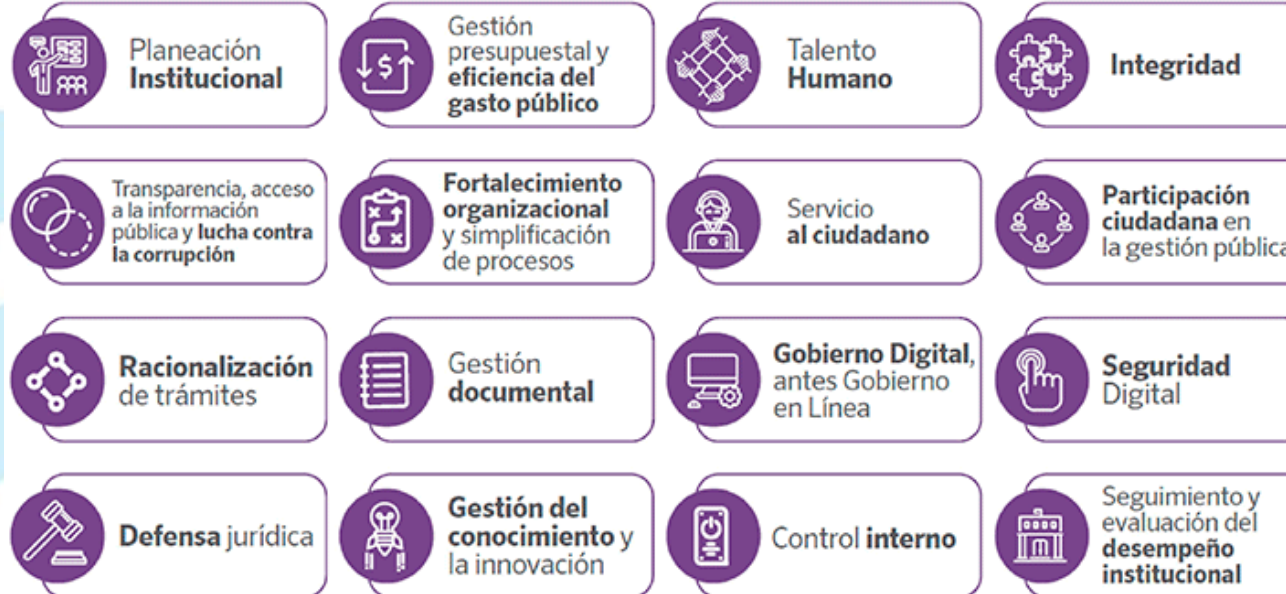 Planeación
Institucional
Gestión
presupuestal y
eficiencia del
gasto público
Talento
Humano
Integridad
Transparencia, acceso
a la información
pública y lucha contra
la corrupción
Fortalecimiento
organizacional
y simplificación
de procesos
Servicio
al ciudadano
Participación
ciudadana en
la gestión pública
Racionalización
de trámites
Gestión
documental
Gobierno Digital,
antes Gobierno
en Línea
Seguridad
Digital
Defensa jurídica
Gestión del
conocimiento y
la innovación
Control interno
Seguimiento y
evaluación del
desempeño
institucional